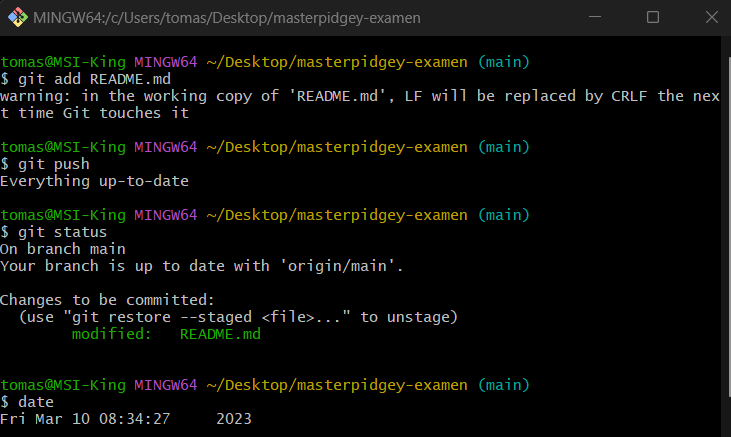 MINGW64:/c/Users/tomas/Desktop/masterpidgey-examen
tomas@MSI-King MINGW64 ~/Desktop/masterpidgey-examen (main)
$ git add README.md
warning: in the working copy of 'README.md', LF will be replaced by CRLF the nex
t time Git touches it
tomas@MSI-King MINGW64 ~/Desktop/masterpidgey-examen (main)
$ git push
Everything up-to-date
tomas@MSI-King MINGW64 ~/Desktop/masterpidgey-examen (main)
$ git status
On branch main
Your branch is up to date with 'origin/main'.
Changes to be committed:
  (use "git restore --staged <file>..." to unstage)
        modified:   README.md
tomas@MSI-King MINGW64 ~/Desktop/masterpidgey-examen (main)
$ date
Fri Mar 10 08:34:27     2023